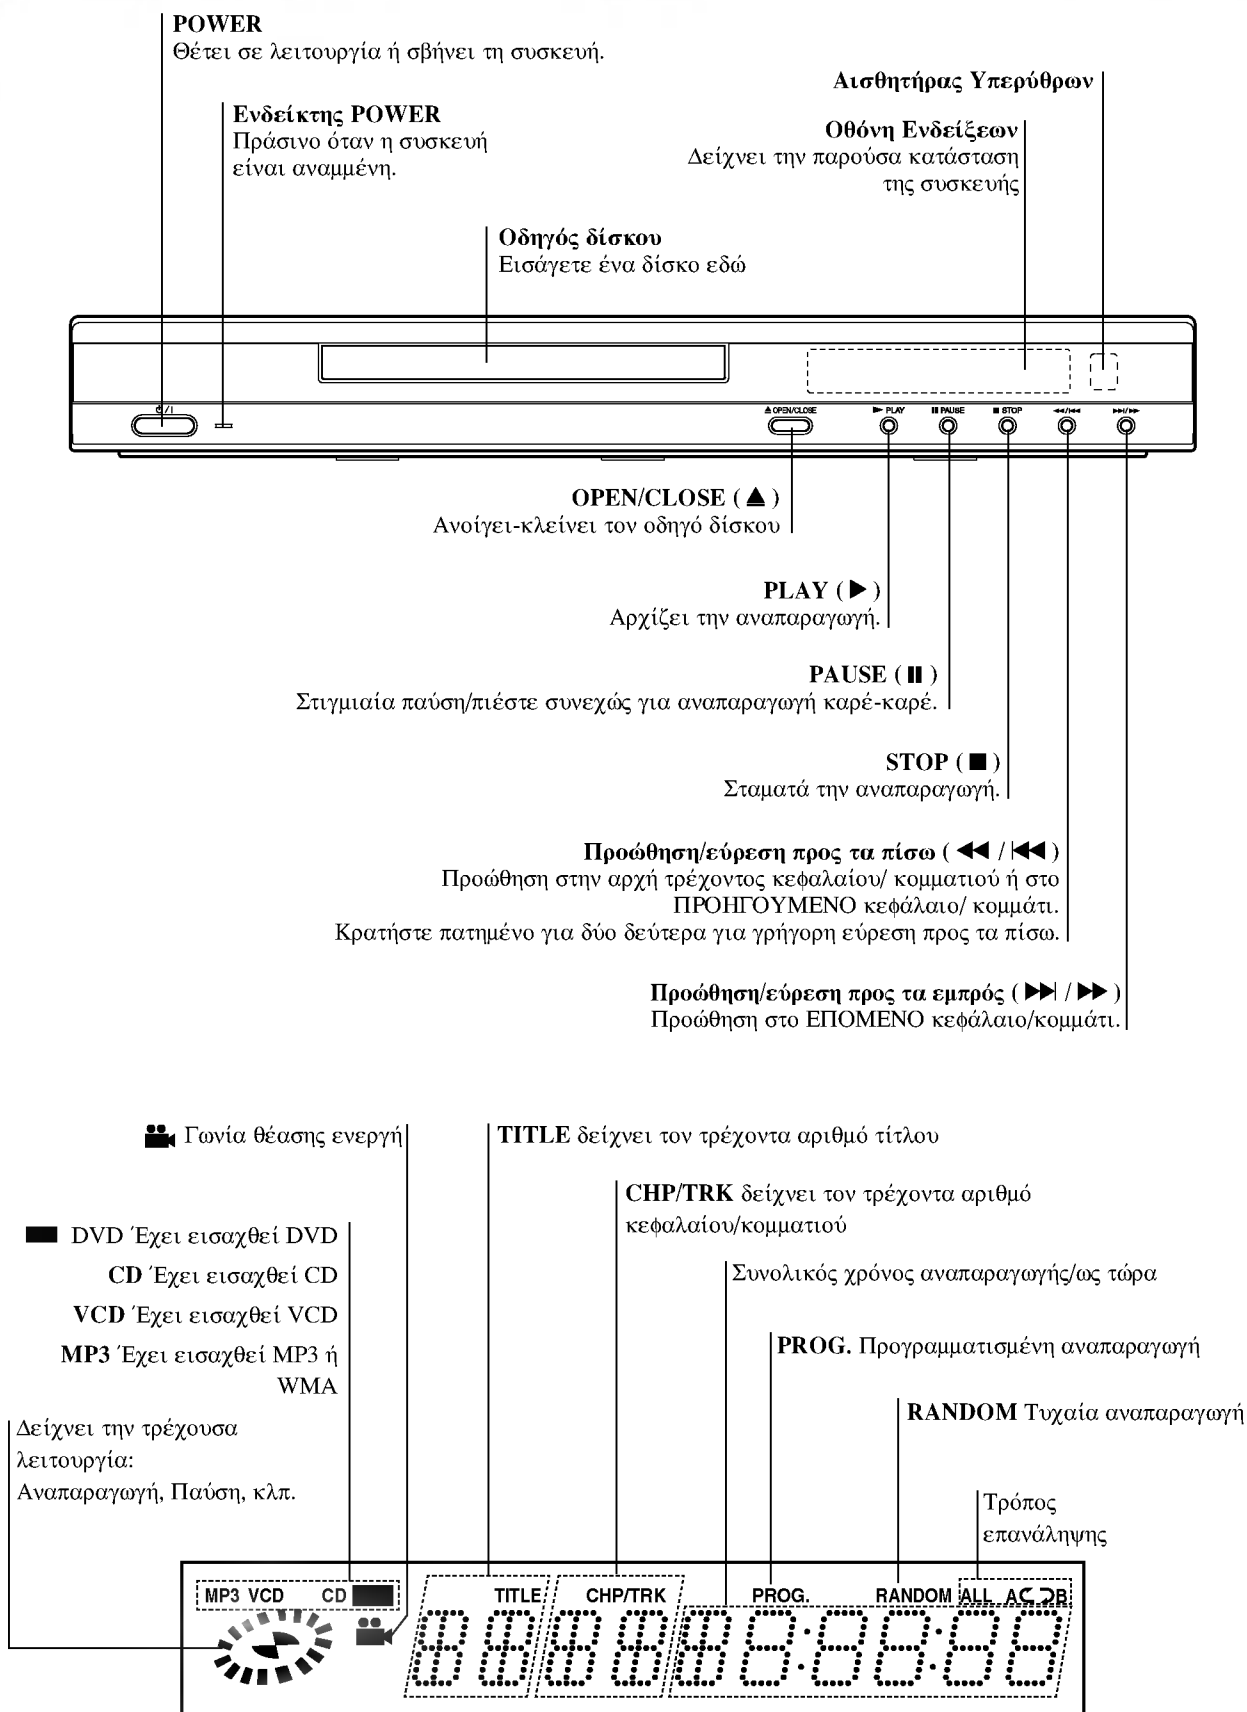 POWER
Θέτει σε λειτουργία ή σβήνει τη συσκευή.
Αισθητήρας Υπερύθρων
Ενδείκτης POWER
Πράσινο όταν η συσκευή
είναι αναμμένη.
Οθόνη Ενδείξεων
Δείχνει την παρούσα κατάσταση
της συσκευής
Οδηγός δίσκου
Εισάγετε ένα δίσκο εδώ
⏻/I
▲ OPEN/CLOSE ► PLAY II PAUSE ■ STOP ◄◄/I◄◄ ►►I/►►
OPEN/CLOSE ( ▲ )
Ανοίγει-κλείνει τον οδηγό δίσκου
PLAY ( ► )
Αρχίζει την αναπαραγωγή.
PAUSE ( II )
Στιγμιαία παύση/πιέστε συνεχώς για αναπαραγωγή καρέ-καρέ.
STOP ( ■ )
Σταματά την αναπαραγωγή.
Προώθηση/εύρεση προς τα πίσω ( ◄◄ / I◄◄ )
Προώθηση στην αρχή τρέχοντος κεφαλαίου/ κομματιού ή στο
ΠΡΟΗΓΟΥΜΕΝΟ κεφάλαιο/ κομμάτι.
Κρατήστε πατημένο για δύο δεύτερα για γρήγορη εύρεση προς τα πίσω.
Προώθηση/εύρεση προς τα εμπρός ( ►►I / ►► )
Προώθηση στο ΕΠΟΜΕΝΟ κεφάλαιο/κομμάτι.
Γωνία θέασης ενεργή
TITLE δείχνει τον τρέχοντα αριθμό τίτλου
CHP/TRK δείχνει τον τρέχοντα αριθμό
κεφαλαίου/κομματιού
DVD Έχει εισαχθεί DVD
CD Έχει εισαχθεί CD
VCD Έχει εισαχθεί VCD
MP3 Έχει εισαχθεί MP3 ή
WMA
Συνολικός χρόνος αναπαραγωγής/ως τώρα
PROG. Προγραμματισμένη αναπαραγωγή
RANDOM Τυχαία αναπαραγωγή
Δείχνει την τρέχουσα
λειτουργία:
Αναπαραγωγή, Παύση, κλπ.
Τρόπος
επανάληψης
MP3 VCD CD TITLE CHP/TRK PROG. RANDOM ALL A B